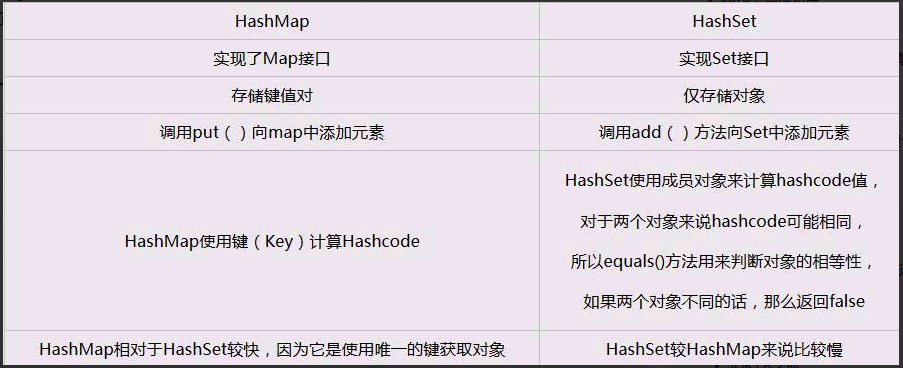 HashMap
HashSet
实现了Map接口
实现Set接口
存储键值对
仅存储对象
调用put（）向map中添加元素
调用add（）方法向Set中添加元素
HashMap使用键（Key）计算Hashcode
HashSet使用成员对象来计算hashcode值，
对于两个对象来说hashcode可能相同，
所以equals()方法用来判断对象的相等性，
如果两个对象不同的话，那么返回false
HashMap相对于HashSet较快，因为它是使用唯一的键获取对象
HashSet较HashMap来说比较慢